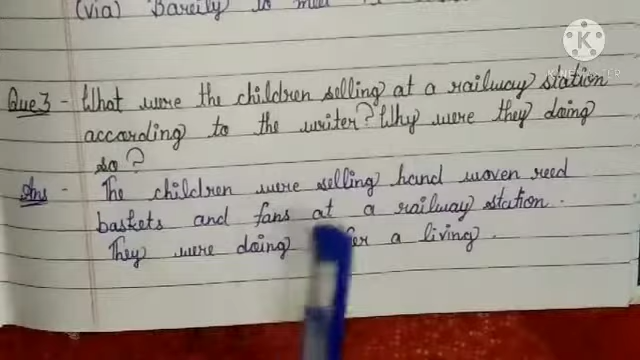 (via) Bareily to
Que3 - What were the children selling at a railway station
according to the writer? Why were they doing
so?
Ans - The children were selling hand woven reed
baskets and fans at a railway station.
They were doing a living.
KINEMASTER